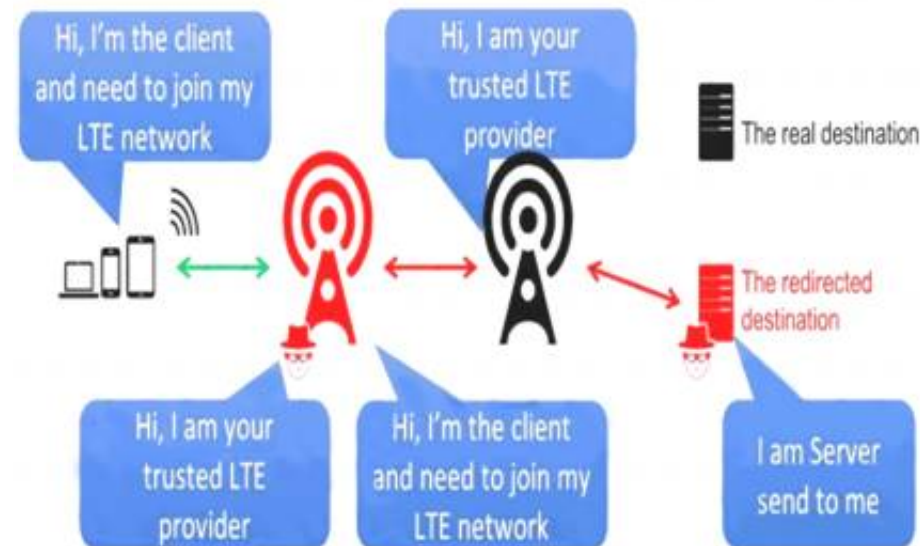 Hi, I'm the client
and need to join my
LTE network
Hi, I am your
trusted LTE
provider
The real destination
The redirected
destination
Hi, I am your
trusted LTE
provider
Hi, I'm the client
and need to join my
LTE network
I am Server
send to me